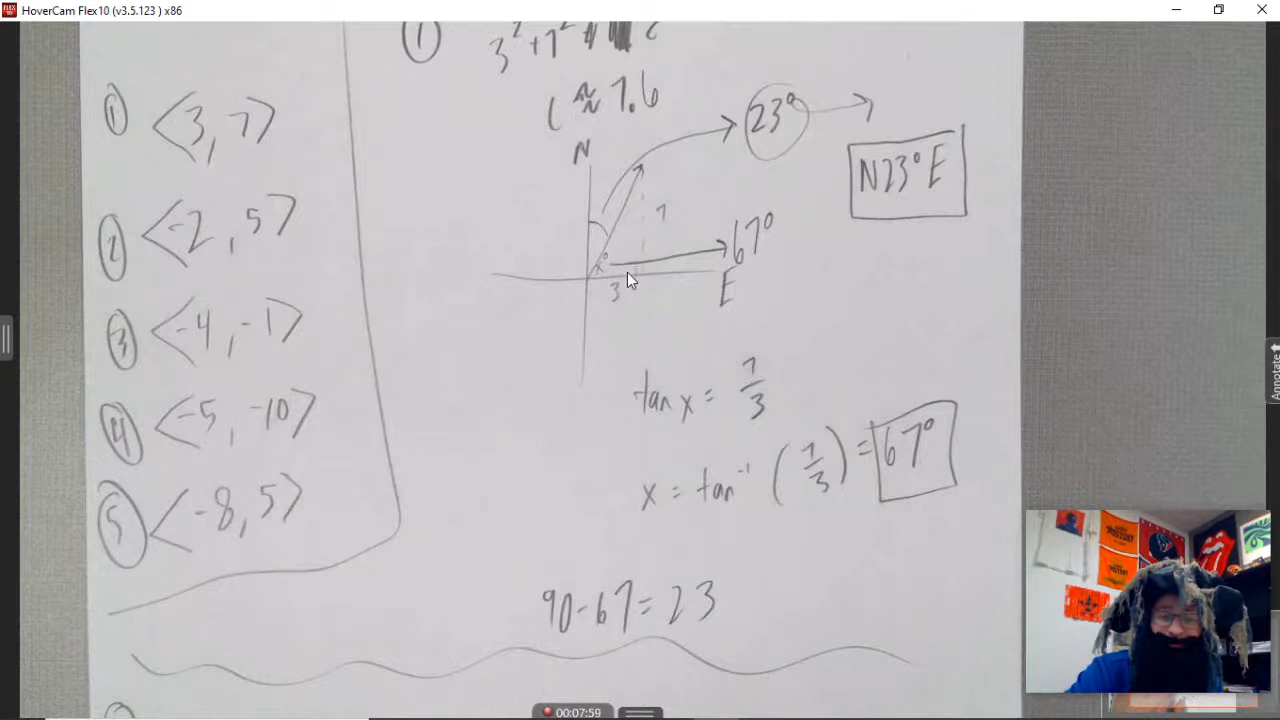 HoverCam Flex10 (v3.5.123) x86
① <3, 7>
② <-2, 5>
③ <-4, -1>
④ <-5, -10>
⑤ <-8, 5>
①
3² + 7²
c ≈ 7.6
N
23°
N23°E
7
x°
67°
3
E
tan x = 7/3
x = tan⁻¹ (7/3) = 67°
90-67=23
Annotate
00:07:59